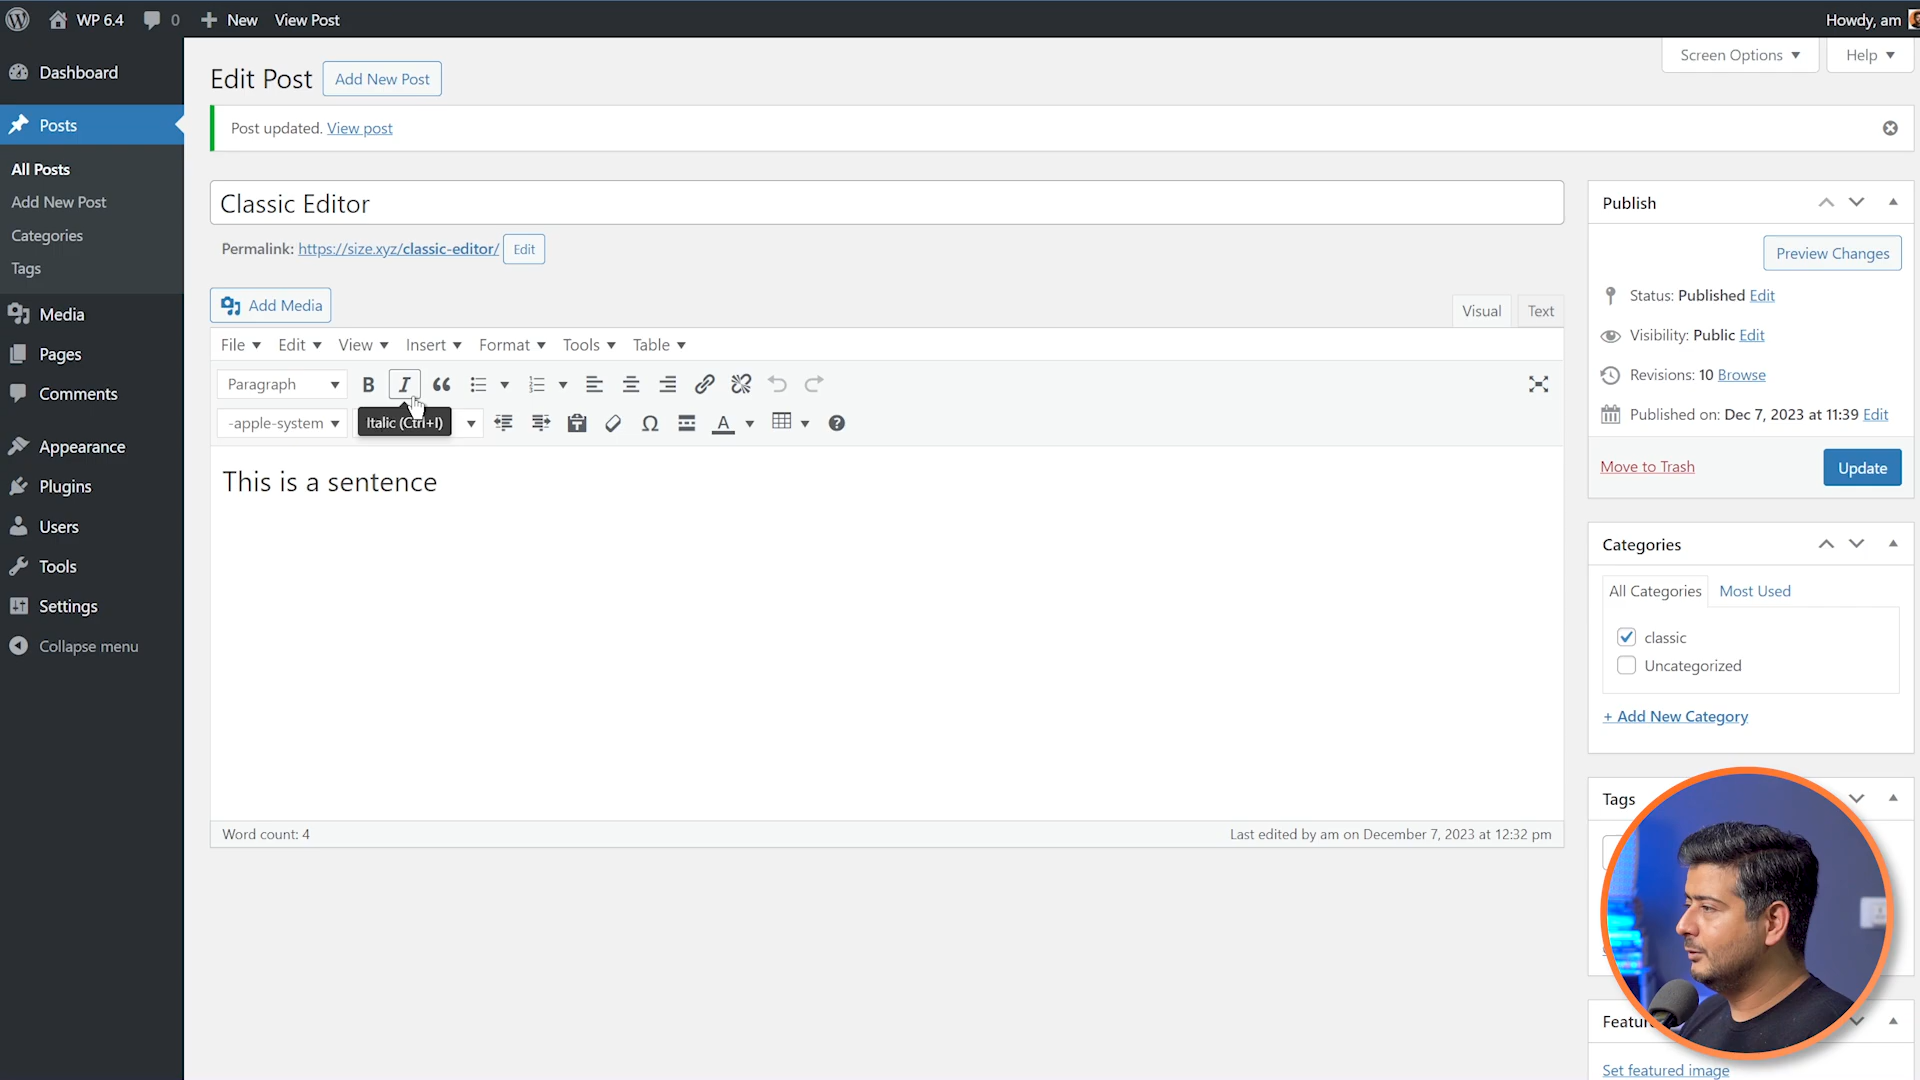 WP 6.4 0 New View Post Howdy, am
Dashboard
Posts
All Posts
Add New Post
Categories
Tags
Media
Pages
Comments
Appearance
Plugins
Users
Tools
Settings
Collapse menu
Screen Options Help
Edit Post Add New Post
Post updated. View post
Classic Editor
Permalink: https://size.xyz/classic-editor/ Edit
Add Media
Visual Text
File Edit View Insert Format Tools Table
Paragraph
-apple-system
Italic (Ctrl+I)
This is a sentence
Word count: 4 Last edited by am on December 7, 2023 at 12:32 pm
Publish
Preview Changes
Status: Published Edit
Visibility: Public Edit
Revisions: 10 Browse
Published on: Dec 7, 2023 at 11:39 Edit
Move to Trash Update
Categories
All Categories Most Used
classic
Uncategorized
+ Add New Category
Tags
Set featured image